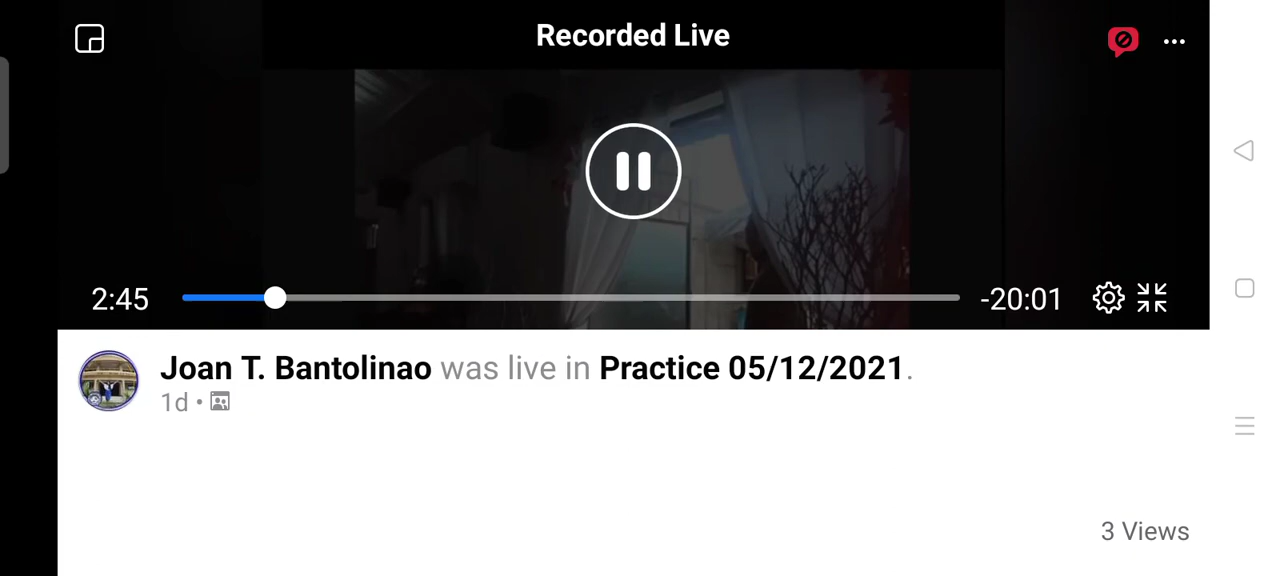 Recorded Live
2:45
-20:01
Joan T. Bantolinao was live in Practice 05/12/2021.
1d •
3 Views